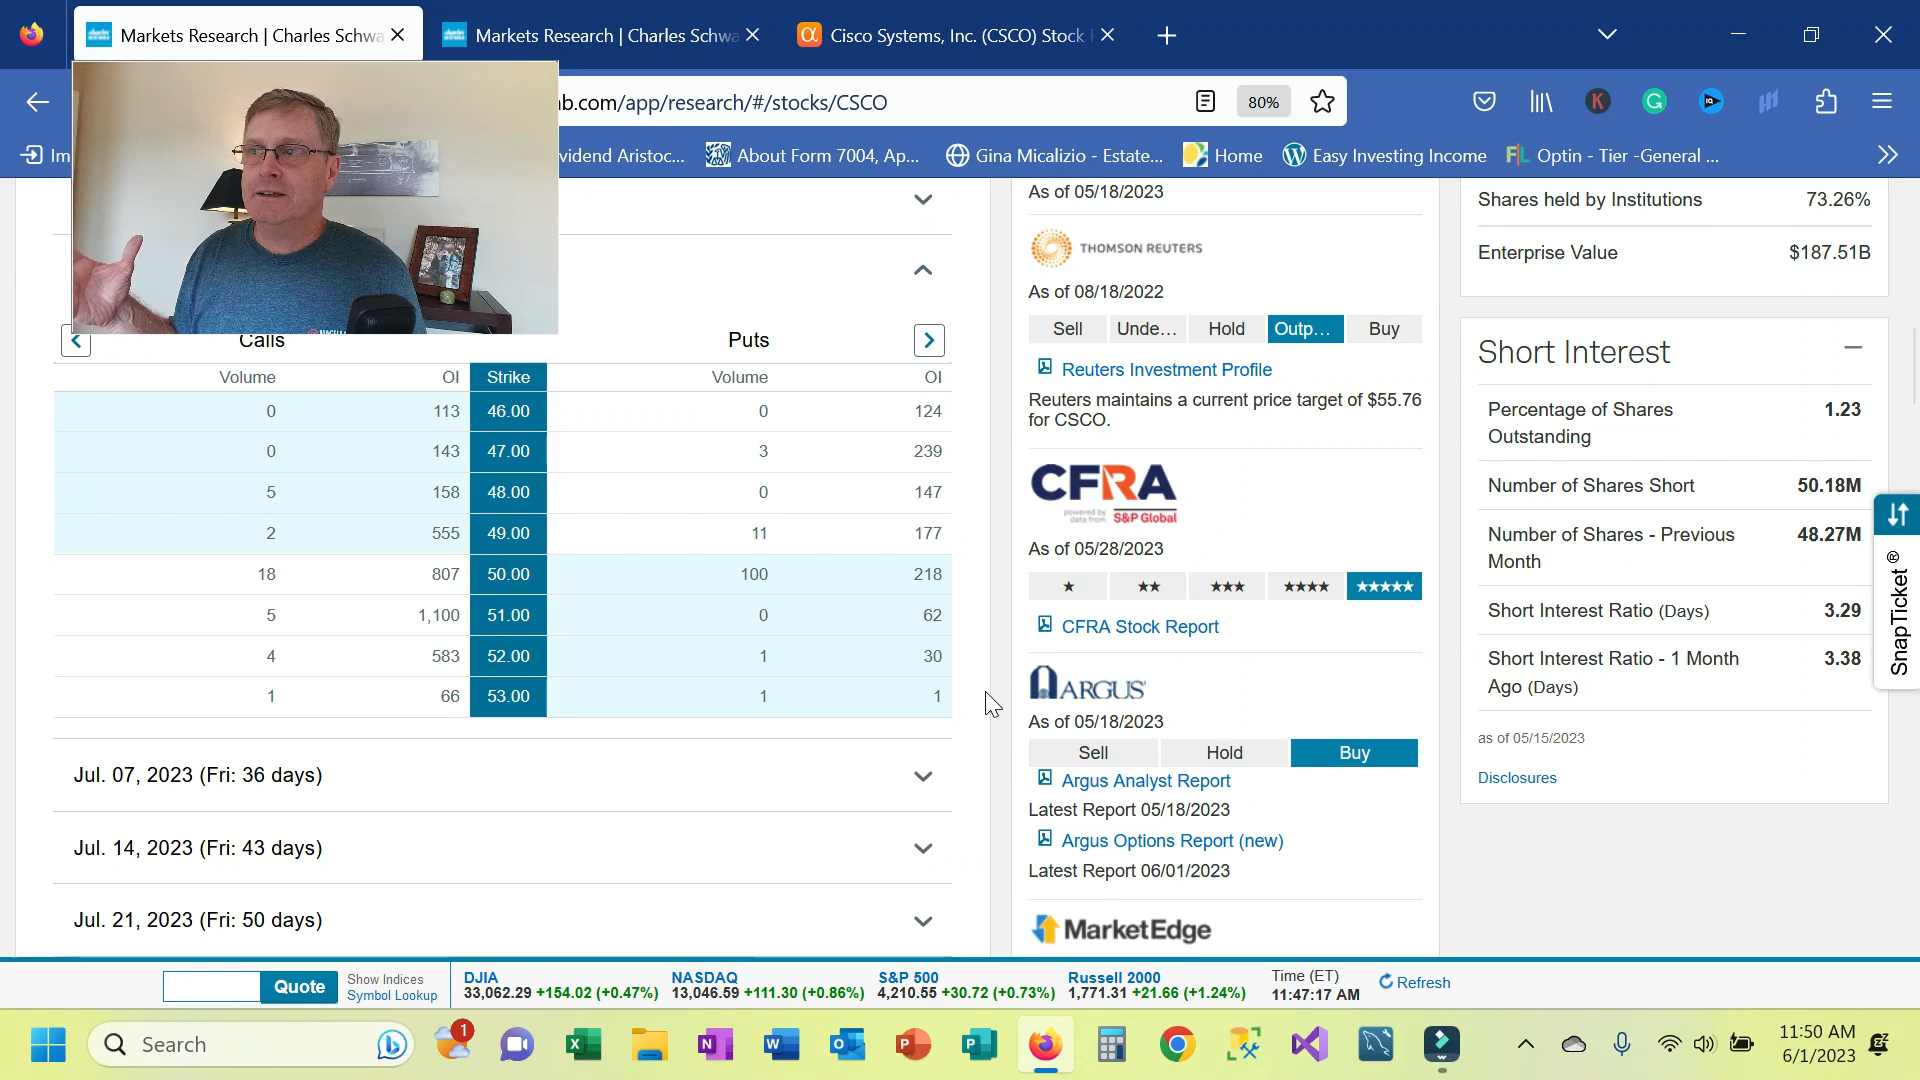 Markets Research | Charles Schwa
Markets Research | Charles Schwa
Cisco Systems, Inc. (CSCO) Stock
b.com/app/research/#/stocks/CSCO
80%
Im
vidend Aristoc...
About Form 7004, Ap...
Gina Micalizio - Estate...
Home
Easy Investing Income
FL
Optin - Tier -General ...
Calls
Puts
Volume OI Strike Volume OI
0 113 46.00 0 124
0 143 47.00 3 239
5 158 48.00 0 147
2 555 49.00 11 177
18 807 50.00 100 218
5 1,100 51.00 0 62
4 583 52.00 1 30
1 66 53.00 1 1
Jul. 07, 2023 (Fri: 36 days)
Jul. 14, 2023 (Fri: 43 days)
Jul. 21, 2023 (Fri: 50 days)
As of 05/18/2023
THOMSON REUTERS
As of 08/18/2022
Sell Unde... Hold Outp... Buy
Reuters Investment Profile
Reuters maintains a current price target of $55.76
for CSCO.
CFRA
powered by
data from S&P Global
As of 05/28/2023
★ ★★ ★★★ ★★★★ ★★★★★
CFRA Stock Report
ARGUS
As of 05/18/2023
Sell Hold Buy
Argus Analyst Report
Latest Report 05/18/2023
Argus Options Report (new)
Latest Report 06/01/2023
MarketEdge
Shares held by Institutions 73.26%
Enterprise Value $187.51B
Short Interest
Percentage of Shares 1.23
Outstanding
Number of Shares Short 50.18M
Number of Shares - Previous 48.27M
Month
Short Interest Ratio (Days) 3.29
Short Interest Ratio - 1 Month 3.38
Ago (Days)
as of 05/15/2023
Disclosures
SnapTicket ®
Quote
Show Indices
Symbol Lookup
DJIA
33,062.29 +154.02 (+0.47%)
NASDAQ
13,046.59 +111.30 (+0.86%)
S&P 500
4,210.55 +30.72 (+0.73%)
Russell 2000
1,771.31 +21.66 (+1.24%)
Time (ET)
11:47:17 AM
Refresh
Search
1
11:50 AM
6/1/2023